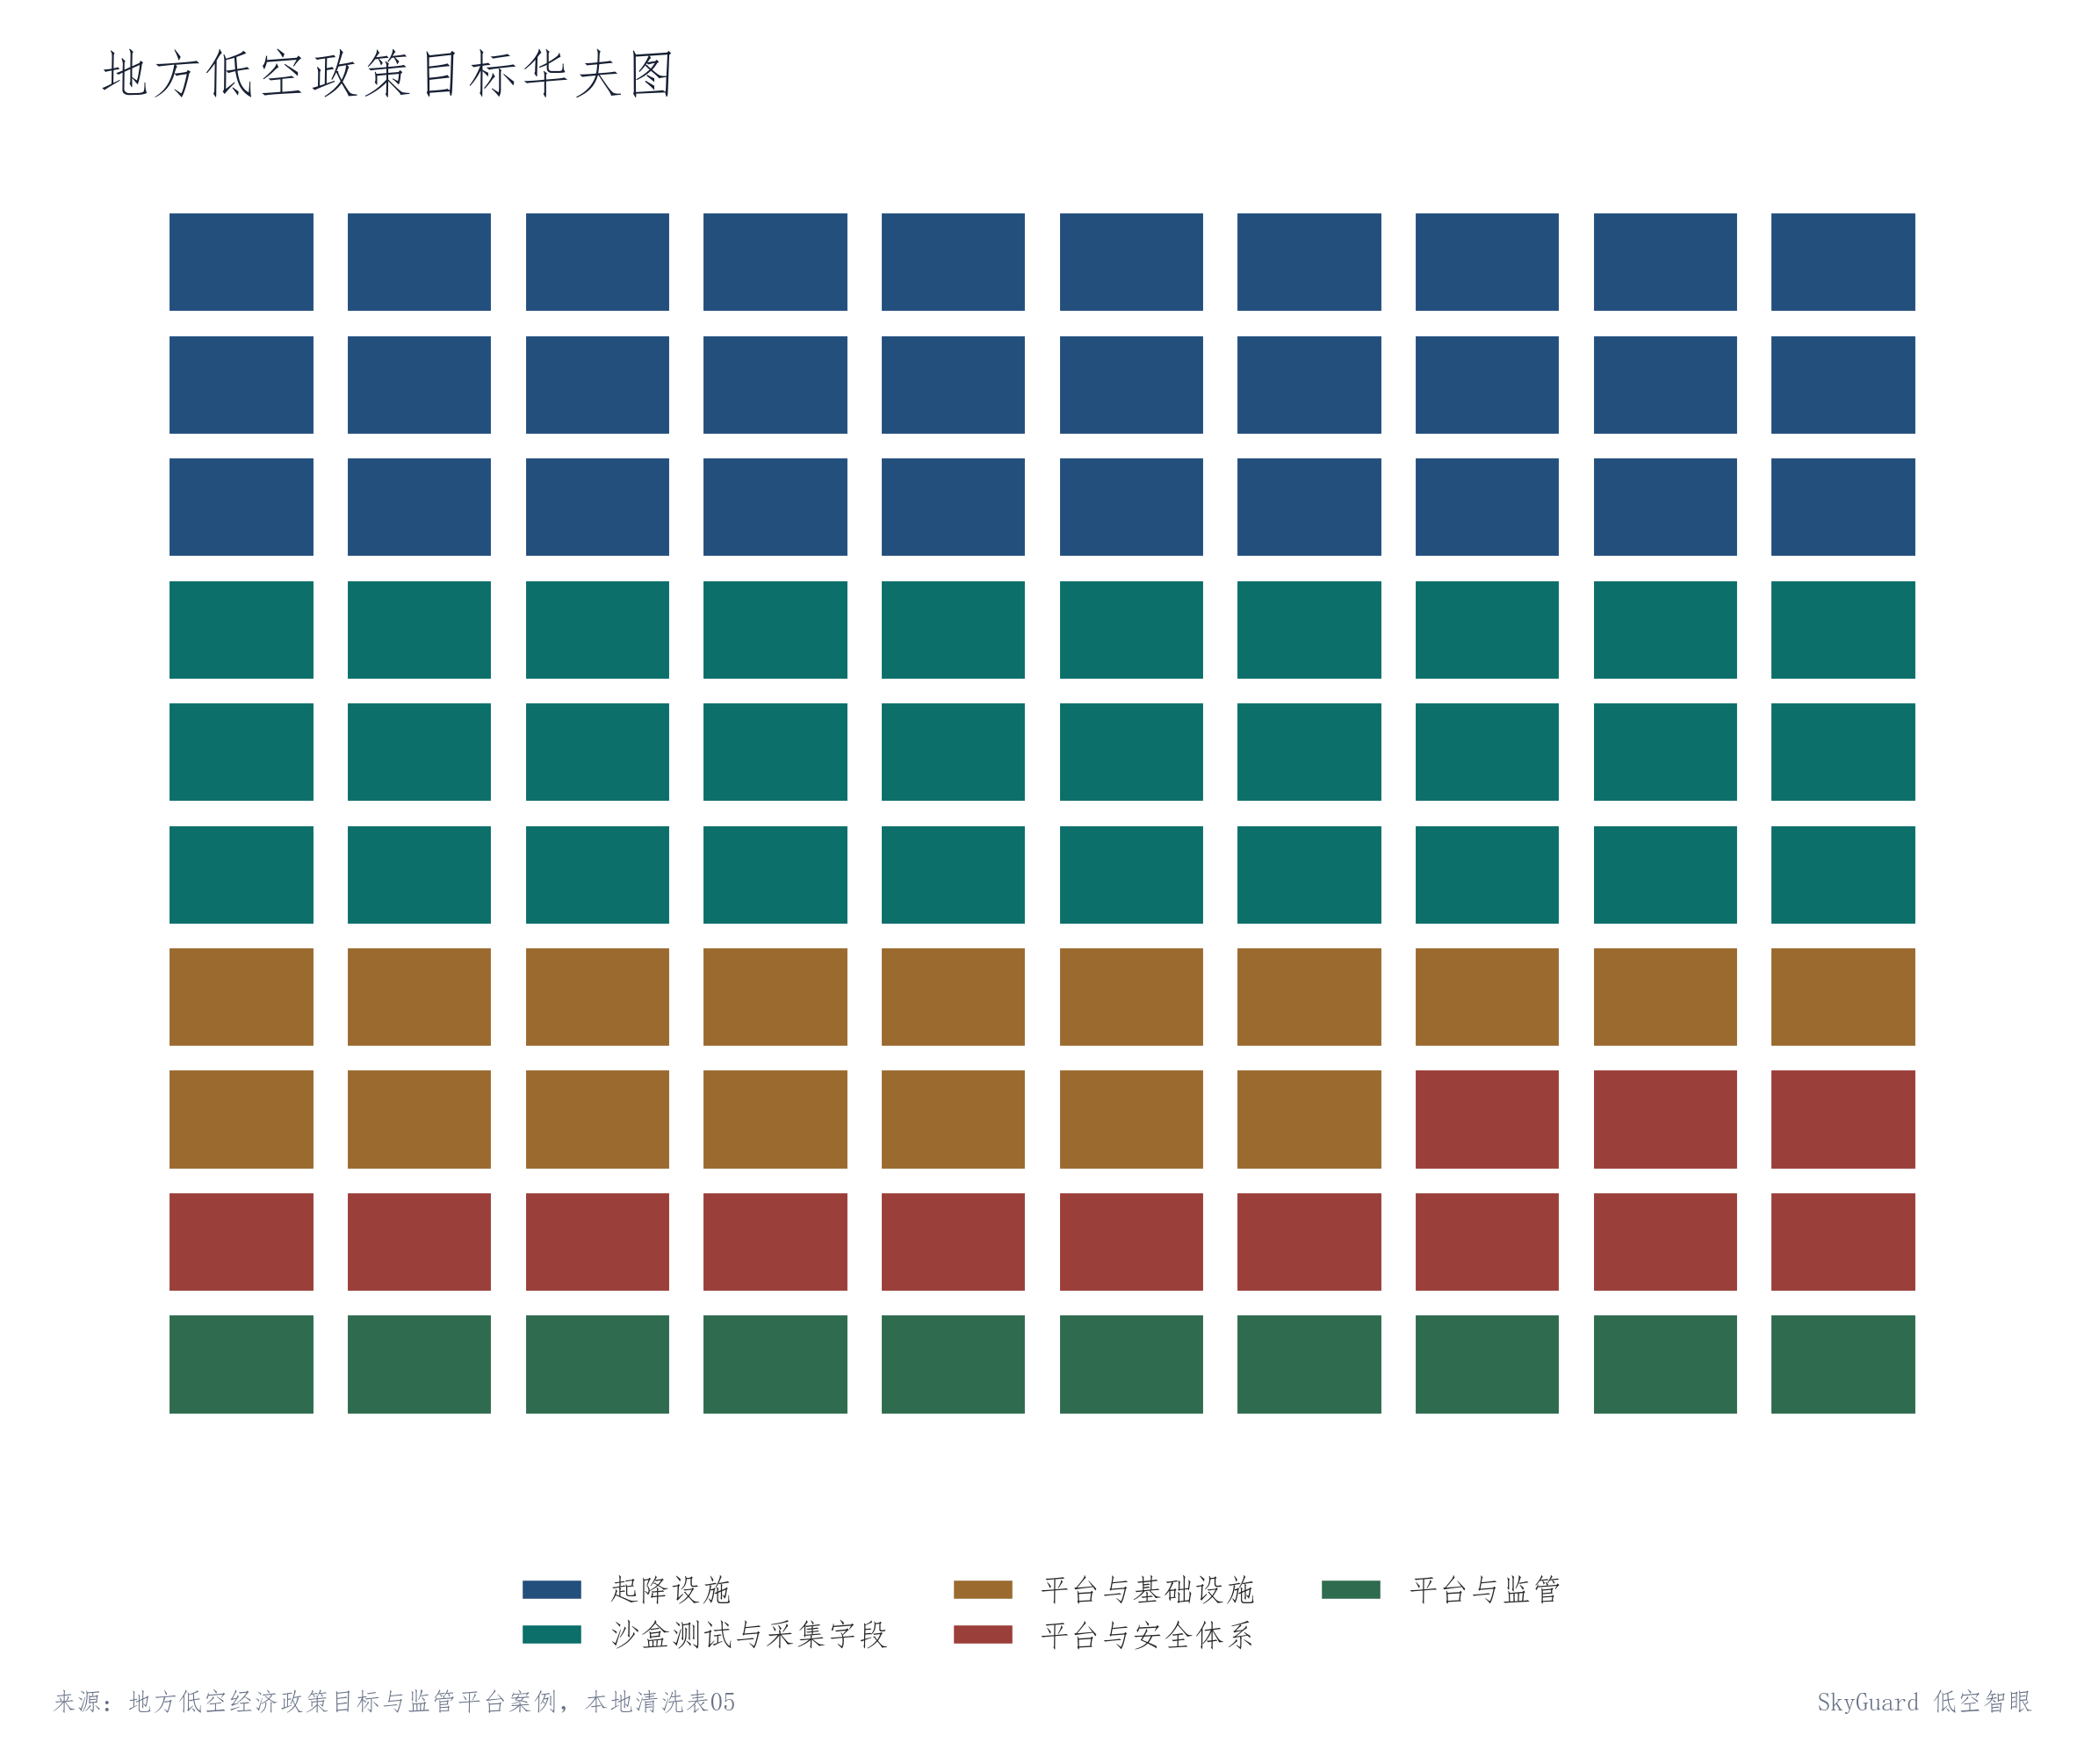 地方低空政策目标华夫图
起降设施
沙盒测试与采集字段
平台与基础设施
平台与安全体系
平台与监管
来源: 地方低空经济政策目标与监管平台案例, 本地清洗表05
SkyGuard 低空智眼